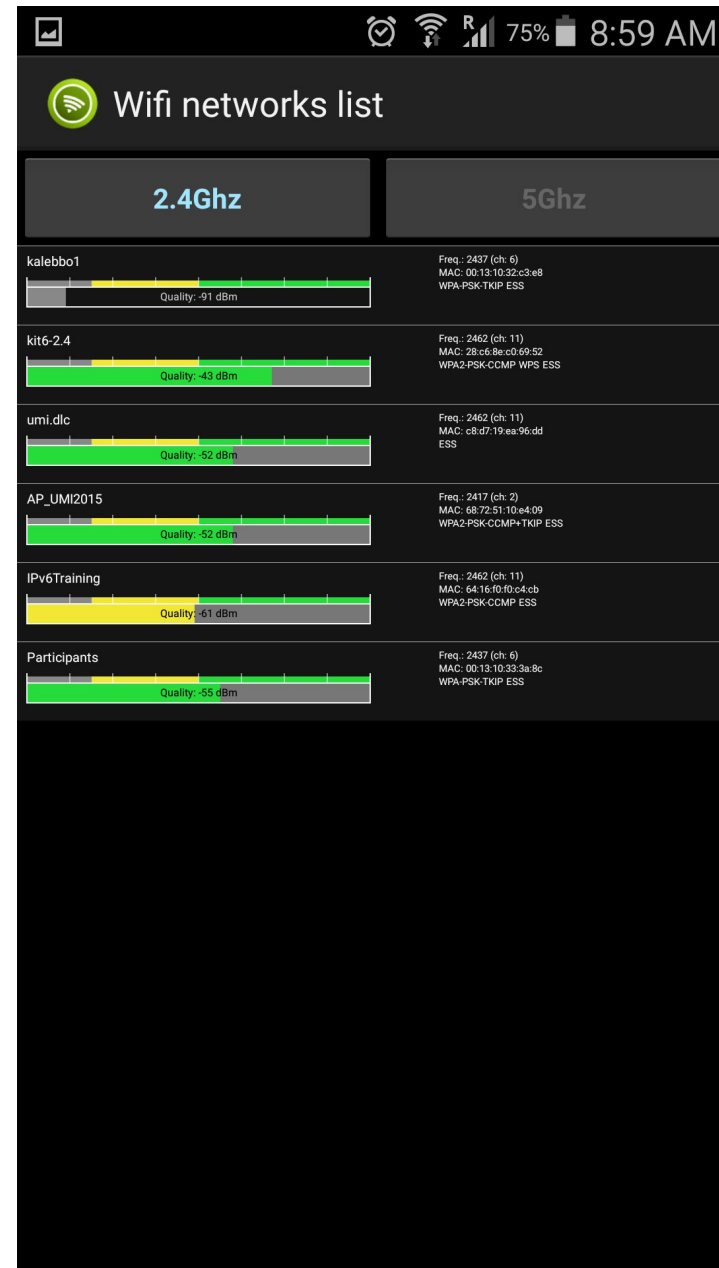 R 75% 8:59 AM
Wifi networks list
2.4Ghz 5Ghz
kalebbo1
Quality: -91 dBm
Freq.: 2437 (ch: 6)
MAC: 00:13:10:32:c3:e8
WPA-PSK-TKIP ESS
kit6-2.4
Quality: -43 dBm
Freq.: 2462 (ch: 11)
MAC: 28:c6:8e:c0:69:52
WPA2-PSK-CCMP WPS ESS
umi.dlc
Quality: -52 dBm
Freq.: 2462 (ch: 11)
MAC: c8:d7:19:ea:96:dd
ESS
AP_UMI2015
Quality: -52 dBm
Freq.: 2417 (ch: 2)
MAC: 68:72:51:10:e4:09
WPA2-PSK-CCMP+TKIP ESS
IPv6Training
Quality: -61 dBm
Freq.: 2462 (ch: 11)
MAC: 64:16:f0:f0:c4:cb
WPA2-PSK-CCMP ESS
Participants
Quality: -55 dBm
Freq.: 2437 (ch: 6)
MAC: 00:13:10:33:3a:8c
WPA-PSK-TKIP ESS